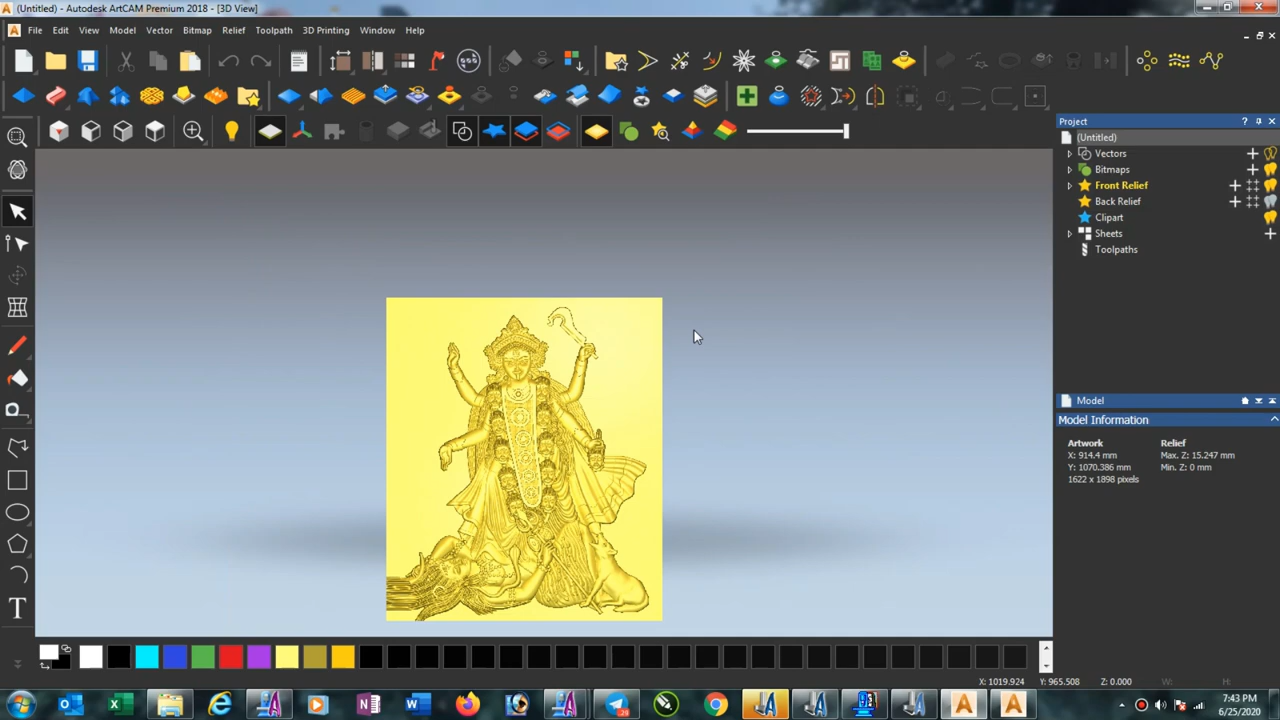 (Untitled) - Autodesk ArtCAM Premium 2018 - [3D View]
File Edit View Model Vector Bitmap Relief Toolpath 3D Printing Window Help
Project
(Untitled)
Vectors
Bitmaps
Front Relief
Back Relief
Clipart
Sheets
Toolpaths
Model
Model Information
Artwork Relief
X: 914.4 mm Max. Z: 15.247 mm
Y: 1070.386 mm Min. Z: 0 mm
1622 x 1898 pixels
X: 1019.924 Y: 965.508 Z: 0.000 W: H:
7:43 PM
6/25/2020